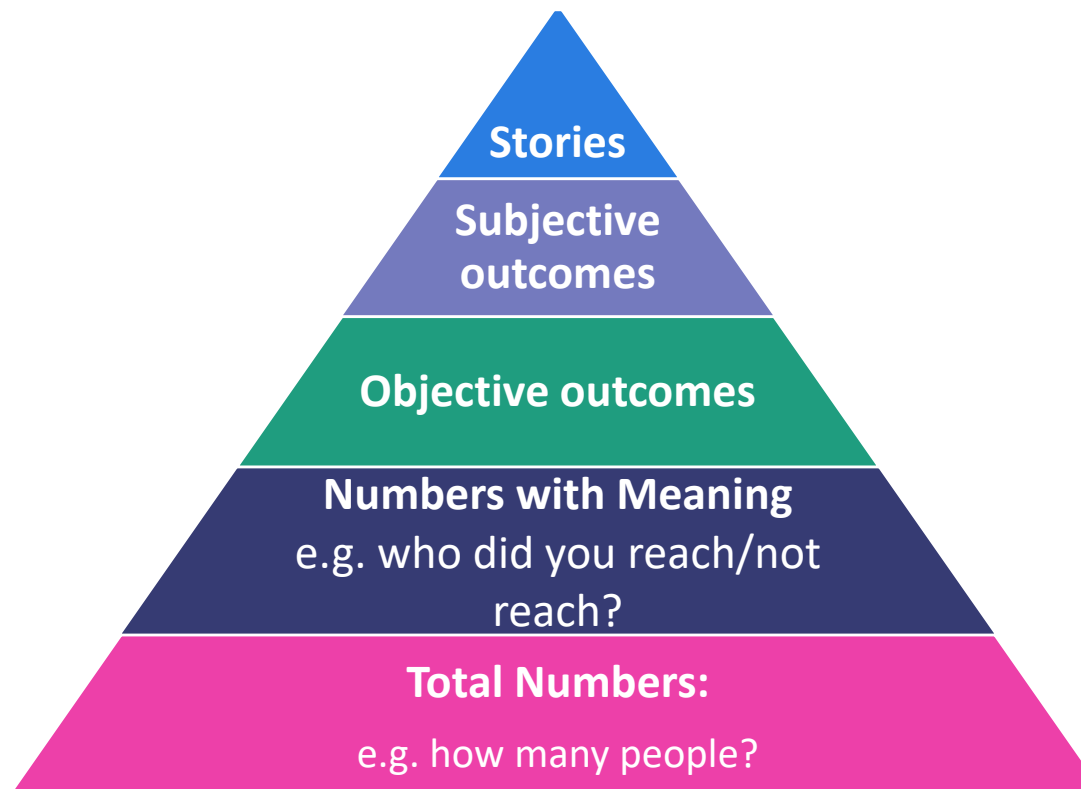 Stories
Subjective
outcomes
Objective outcomes
Numbers with Meaning
e.g. who did you reach/not
reach?
Total Numbers:
e.g. how many people?